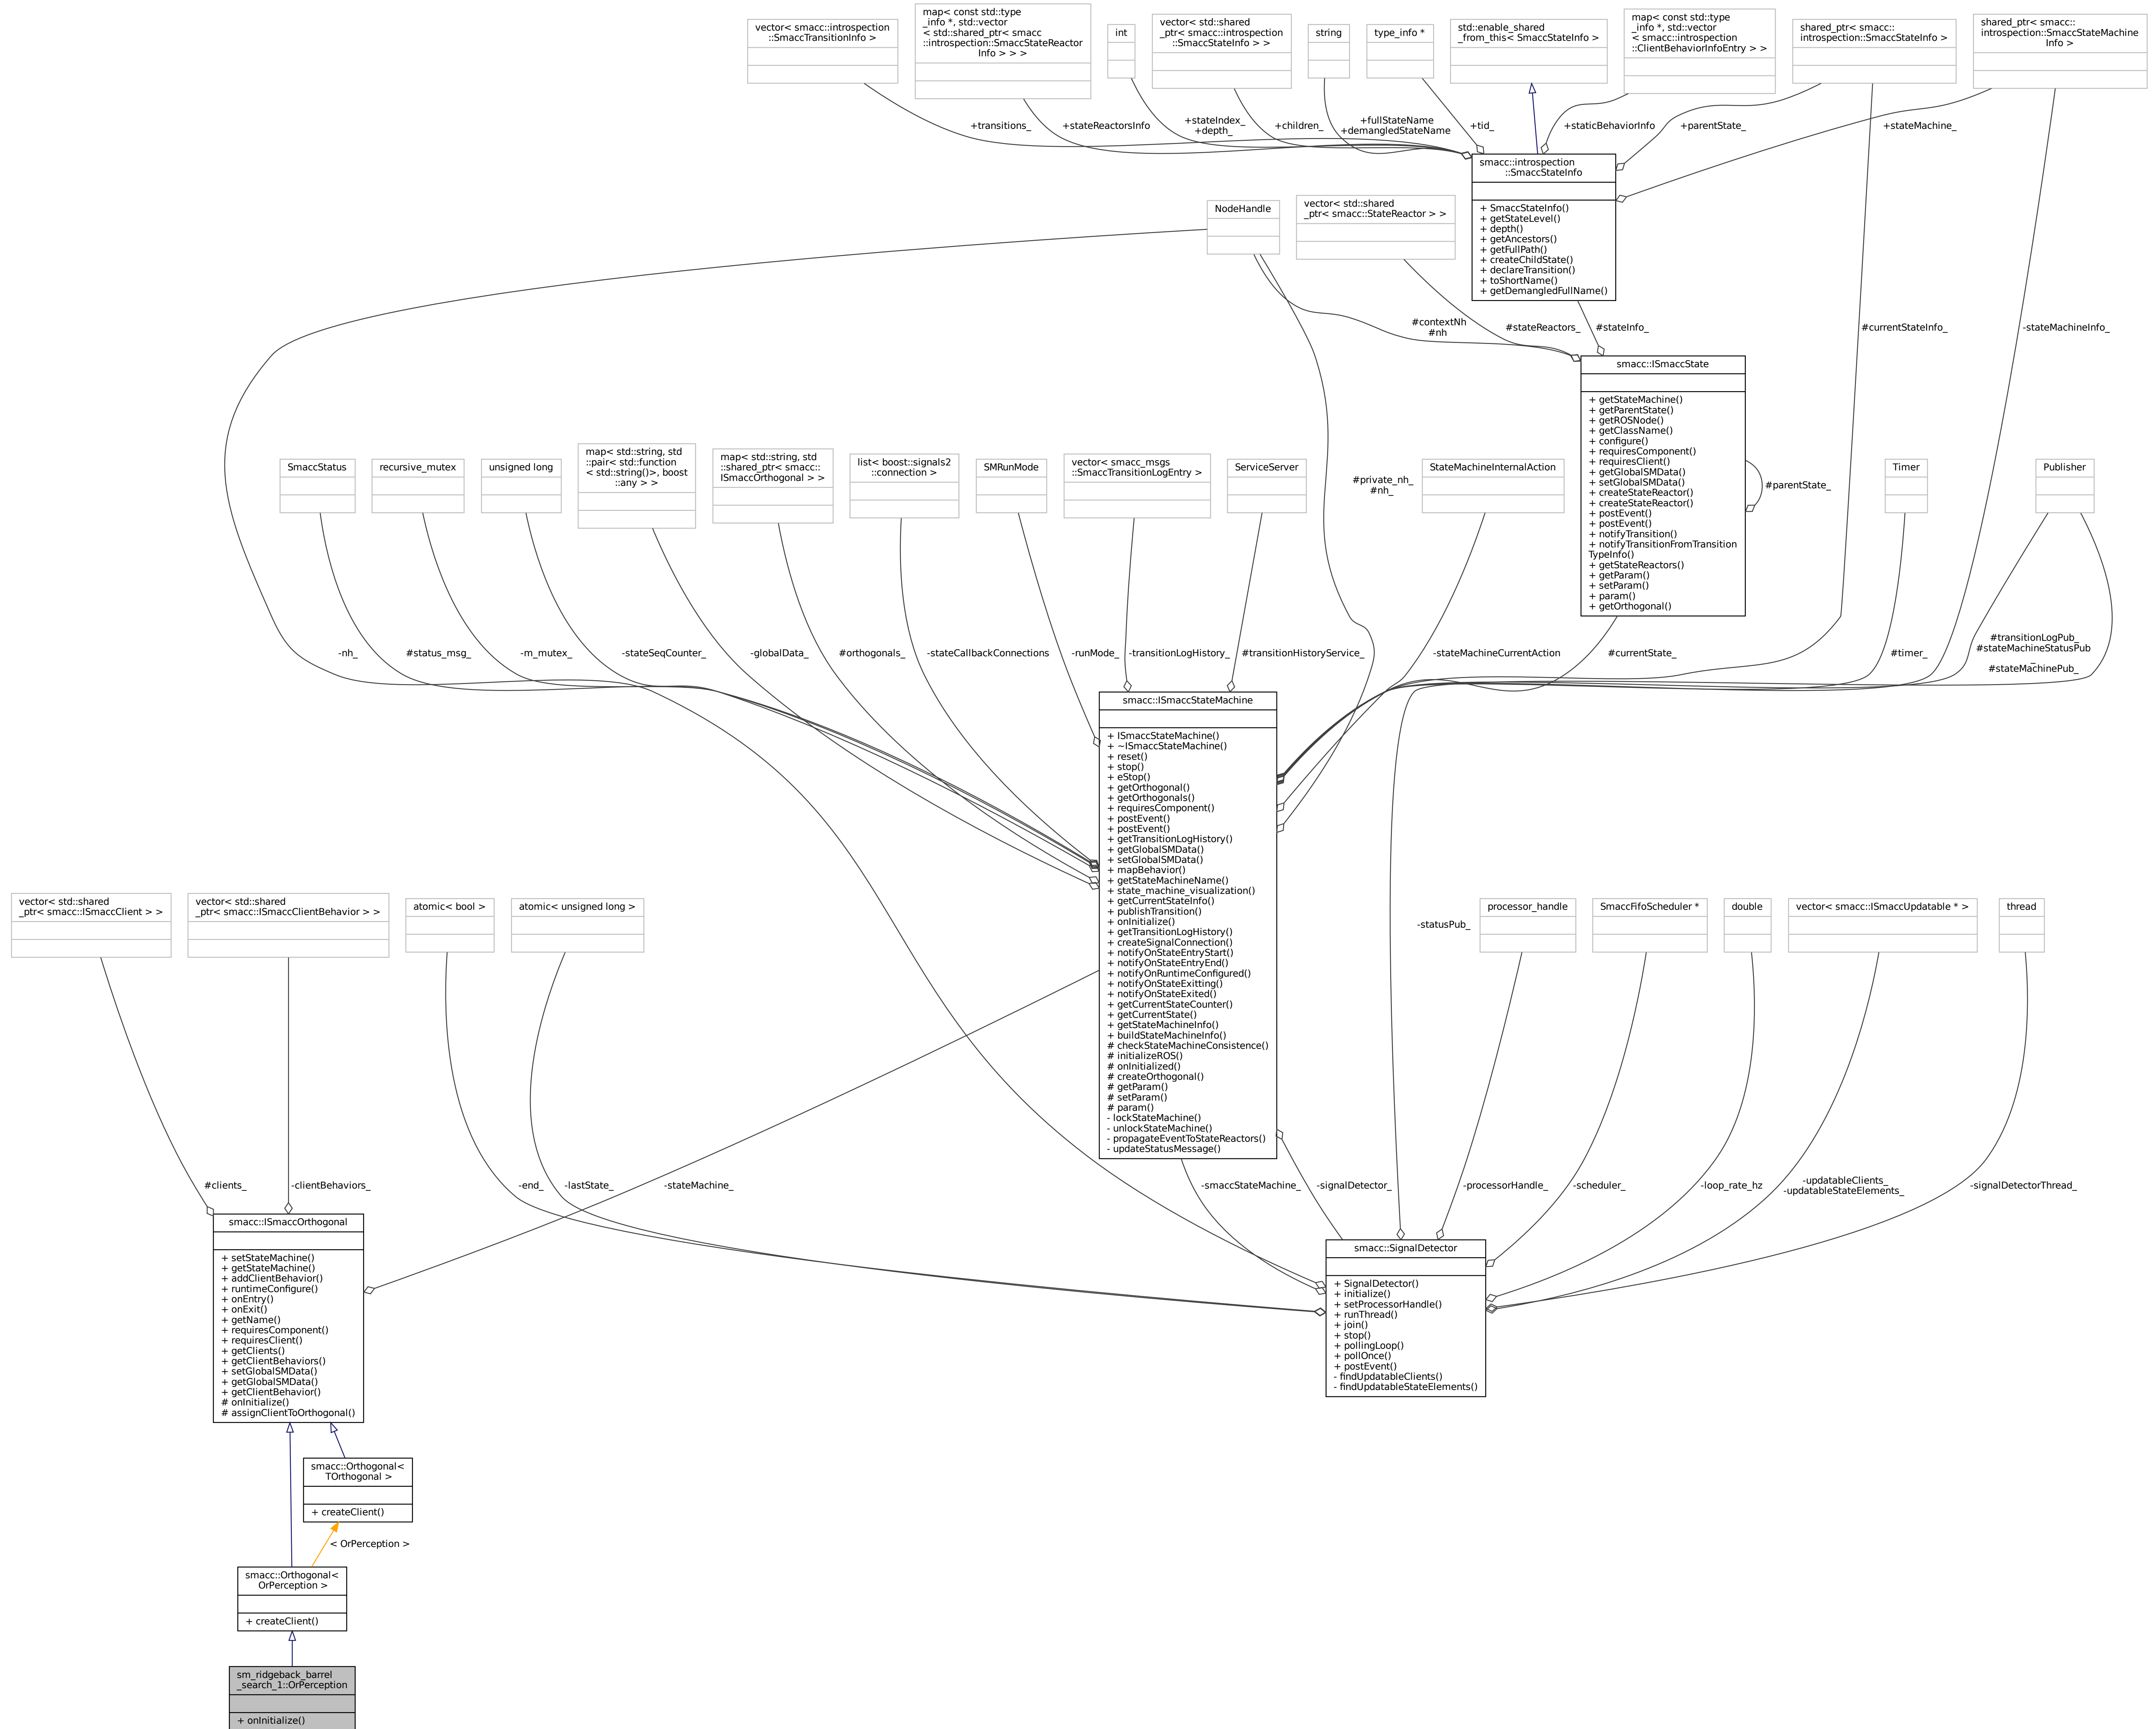 vector< smacc::introspection
::SmaccTransitionInfo >
map< const std::type
_info *, std::vector
< std::shared_ptr< smacc
::introspection::SmaccStateReactor
Info > > >
int
vector< std::shared
_ptr< smacc::introspection
::SmaccStateInfo > >
string
type_info *
std::enable_shared
_from_this< SmaccStateInfo >
map< const std::type
_info *, std::vector
< smacc::introspection
::ClientBehaviorInfoEntry > >
shared_ptr< smacc::
introspection::SmaccStateInfo >
shared_ptr< smacc::
introspection::SmaccStateMachine
Info >
+transitions_
+stateReactorsInfo
+stateIndex_
+depth_
+children_
+fullStateName
+demangledStateName
+tid_
+staticBehaviorInfo
+parentState_
+stateMachine_
smacc::introspection
::SmaccStateInfo
+ SmaccStateInfo()
+ getStateLevel()
+ depth()
+ getAncestors()
+ getFullPath()
+ createChildState()
+ declareTransition()
+ toShortName()
+ getDemangledFullName()
NodeHandle
vector< std::shared
_ptr< smacc::StateReactor > >
#contextNh
#nh
#stateReactors_
#stateInfo_
#currentStateInfo_
-stateMachineInfo_
smacc::ISmaccState
+ getStateMachine()
+ getParentState()
+ getROSNode()
+ getClassName()
+ configure()
+ requiresComponent()
+ requiresClient()
+ getGlobalSMData()
+ setGlobalSMData()
+ createStateReactor()
+ createStateReactor()
+ postEvent()
+ postEvent()
+ notifyTransition()
+ notifyTransitionFromTransition
TypeInfo()
+ getStateReactors()
+ getParam()
+ setParam()
+ param()
+ getOrthogonal()
#parentState_
SmaccStatus
recursive_mutex
unsigned long
map< std::string, std
::pair< std::function
< std::string()>, boost
::any > >
map< std::string, std
::shared_ptr< smacc::
ISmaccOrthogonal > >
list< boost::signals2
::connection >
SMRunMode
vector< smacc_msgs
::SmaccTransitionLogEntry >
ServiceServer
#private_nh_
#nh_
StateMachineInternalAction
Timer
Publisher
-nh_
#status_msg_
-m_mutex_
-stateSeqCounter_
-globalData_
#orthogonals_
-stateCallbackConnections
-runMode_
-transitionLogHistory_
#transitionHistoryService_
-stateMachineCurrentAction
#currentState_
#timer_
#transitionLogPub_
#stateMachineStatusPub
_
#stateMachinePub_
smacc::ISmaccStateMachine
+ ISmaccStateMachine()
+ ~ISmaccStateMachine()
+ reset()
+ stop()
+ eStop()
+ getOrthogonal()
+ getOrthogonals()
+ requiresComponent()
+ postEvent()
+ postEvent()
+ getTransitionLogHistory()
+ getGlobalSMData()
+ setGlobalSMData()
+ mapBehavior()
+ getStateMachineName()
+ state_machine_visualization()
+ getCurrentStateInfo()
+ publishTransition()
+ onInitialize()
+ getTransitionLogHistory()
+ createSignalConnection()
+ notifyOnStateEntryStart()
+ notifyOnStateEntryEnd()
+ notifyOnRuntimeConfigured()
+ notifyOnStateExitting()
+ notifyOnStateExited()
+ getCurrentStateCounter()
+ getCurrentState()
+ getStateMachineInfo()
+ buildStateMachineInfo()
# checkStateMachineConsistence()
# initializeROS()
# onInitialized()
# createOrthogonal()
# getParam()
# setParam()
# param()
- lockStateMachine()
- unlockStateMachine()
- propagateEventToStateReactors()
- updateStatusMessage()
vector< std::shared
_ptr< smacc::ISmaccClient > >
vector< std::shared
_ptr< smacc::ISmaccClientBehavior > >
atomic< bool >
atomic< unsigned long >
-statusPub_
processor_handle
SmaccFifoScheduler *
double
vector< smacc::ISmaccUpdatable * >
thread
#clients_
-clientBehaviors_
-end_
-lastState_
-stateMachine_
-smaccStateMachine_
-signalDetector_
-processorHandle_
-scheduler_
-loop_rate_hz
-updatableClients_
-updatableStateElements_
-signalDetectorThread_
smacc::ISmaccOrthogonal
+ setStateMachine()
+ getStateMachine()
+ addClientBehavior()
+ runtimeConfigure()
+ onEntry()
+ onExit()
+ getName()
+ requiresComponent()
+ requiresClient()
+ getClients()
+ getClientBehaviors()
+ setGlobalSMData()
+ getGlobalSMData()
+ getClientBehavior()
# onInitialize()
# assignClientToOrthogonal()
smacc::SignalDetector
+ SignalDetector()
+ initialize()
+ setProcessorHandle()
+ runThread()
+ join()
+ stop()
+ pollingLoop()
+ pollOnce()
+ postEvent()
- findUpdatableClients()
- findUpdatableStateElements()
smacc::Orthogonal<
TOrthogonal >
+ createClient()
< OrPerception >
smacc::Orthogonal<
OrPerception >
+ createClient()
sm_ridgeback_barrel
_search_1::OrPerception
+ onInitialize()